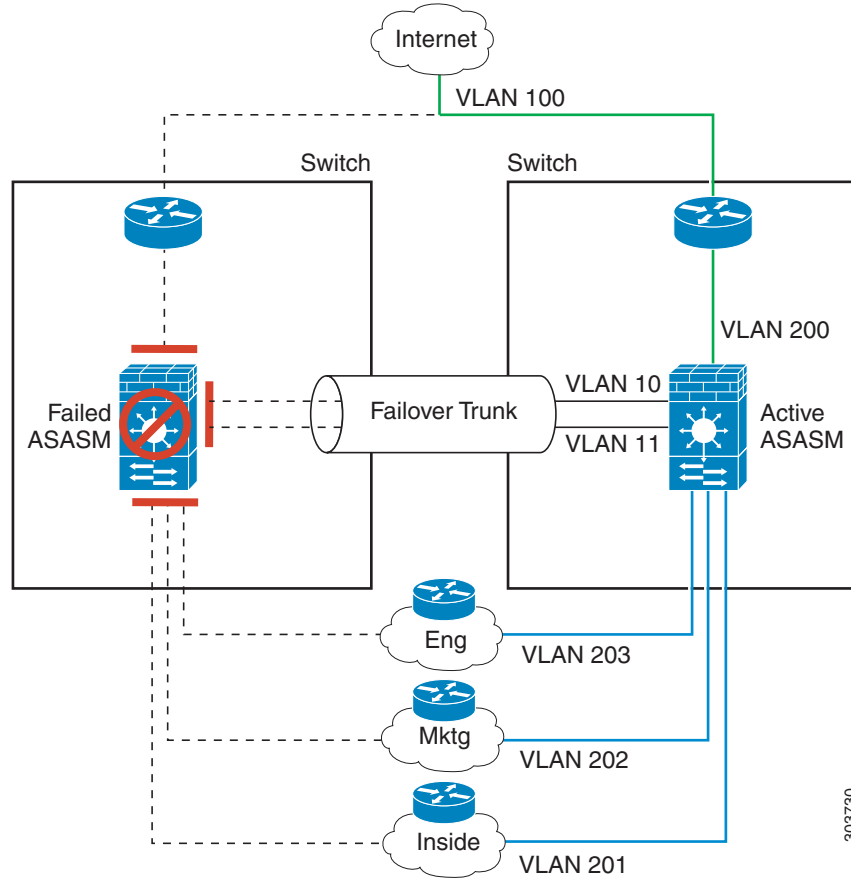 Internet
VLAN 100
Switch
Switch
VLAN 200
VLAN 10
Failover Trunk
VLAN 11
Failed
ASASM
Active
ASASM
Eng
VLAN 203
Mktg
VLAN 202
Inside
VLAN 201
303730